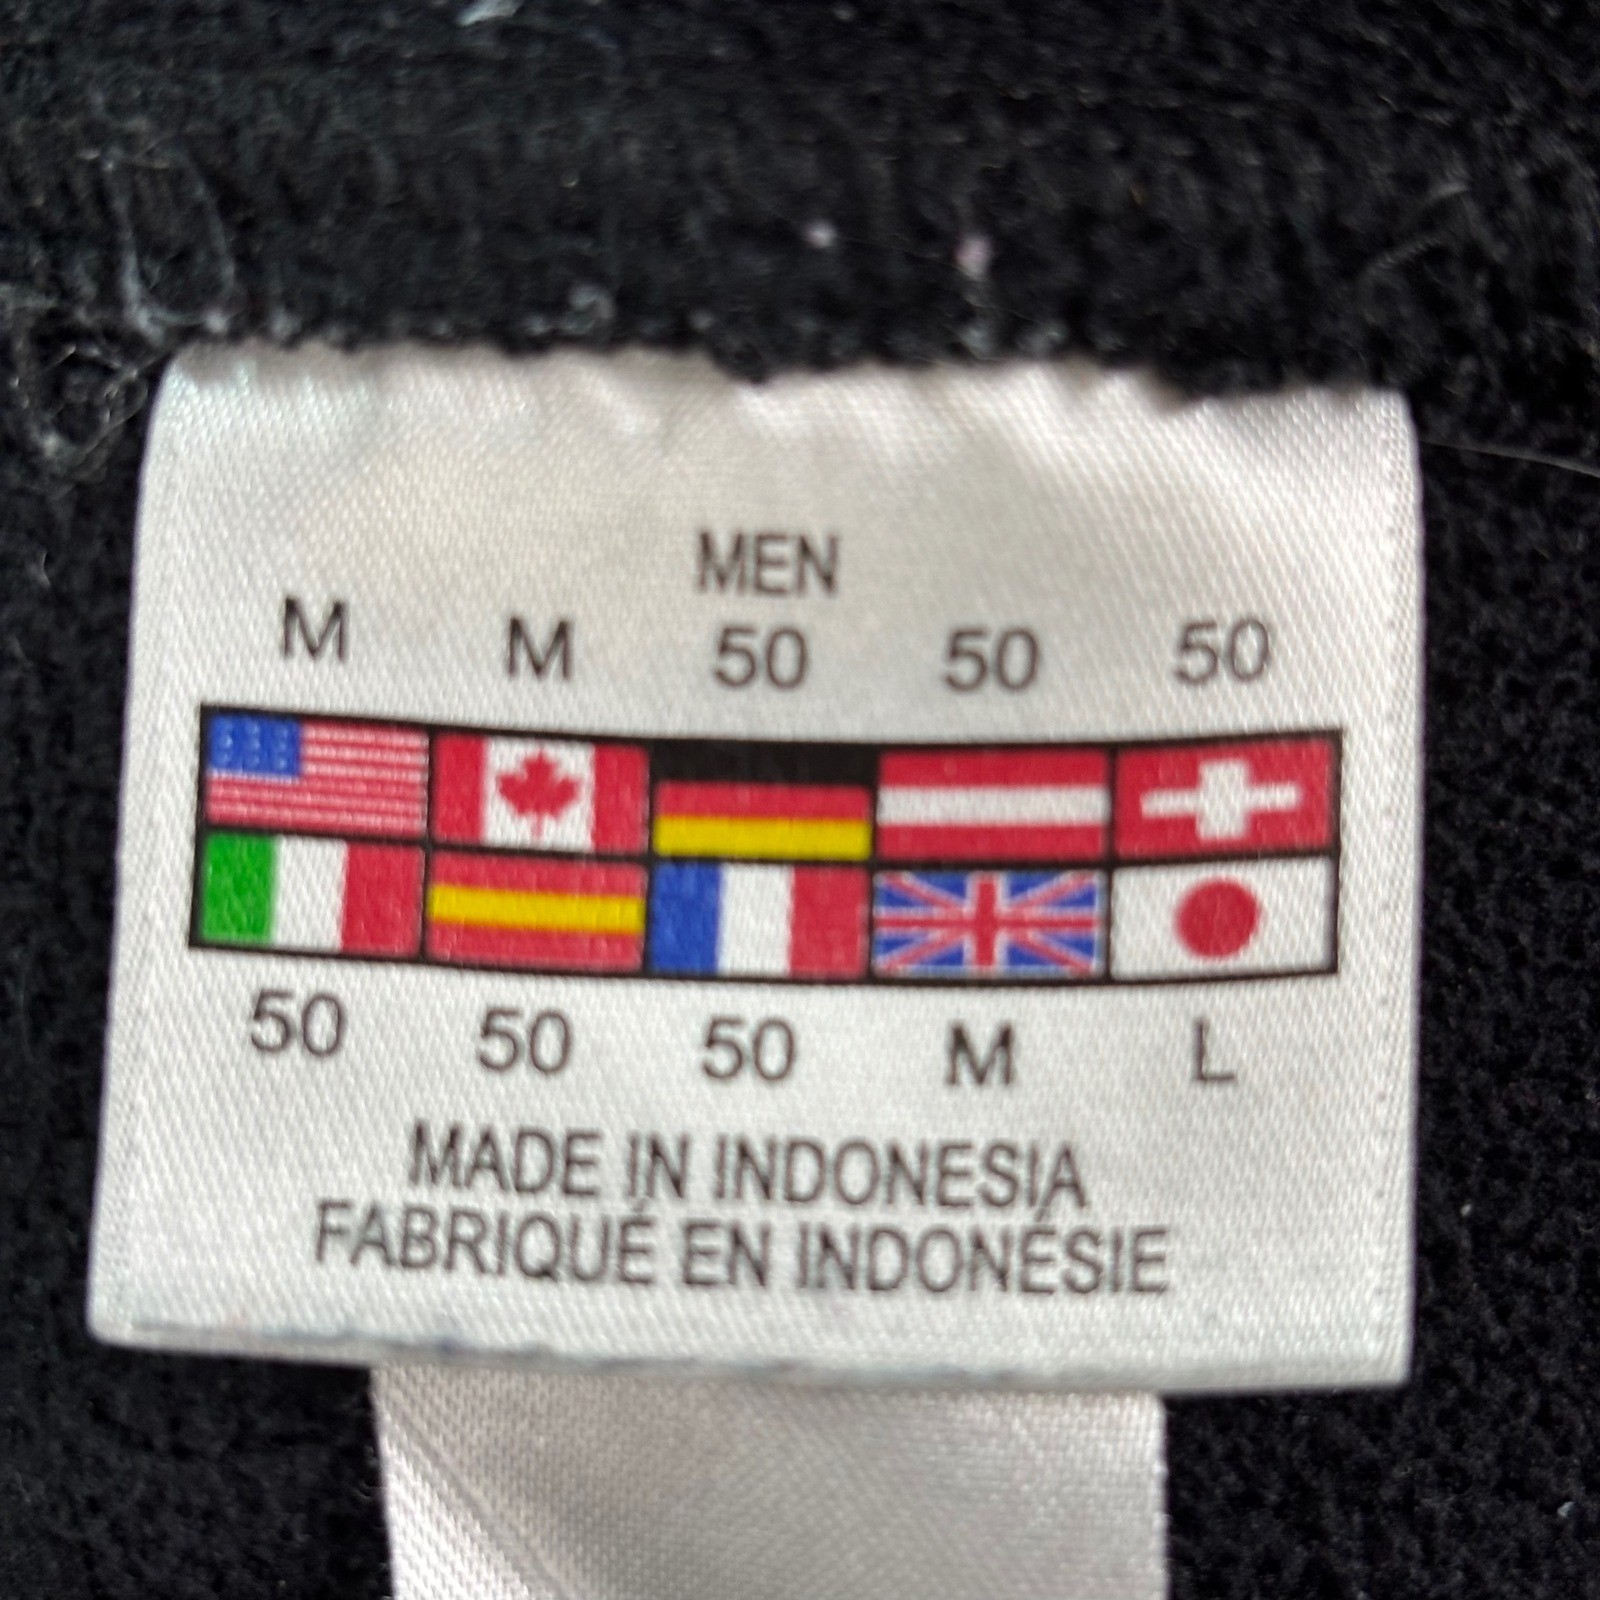 MEN
M M 50 50 50
50 50 50 M L
MADE IN INDONESIA
FABRIQUÉ EN INDONÉSIE